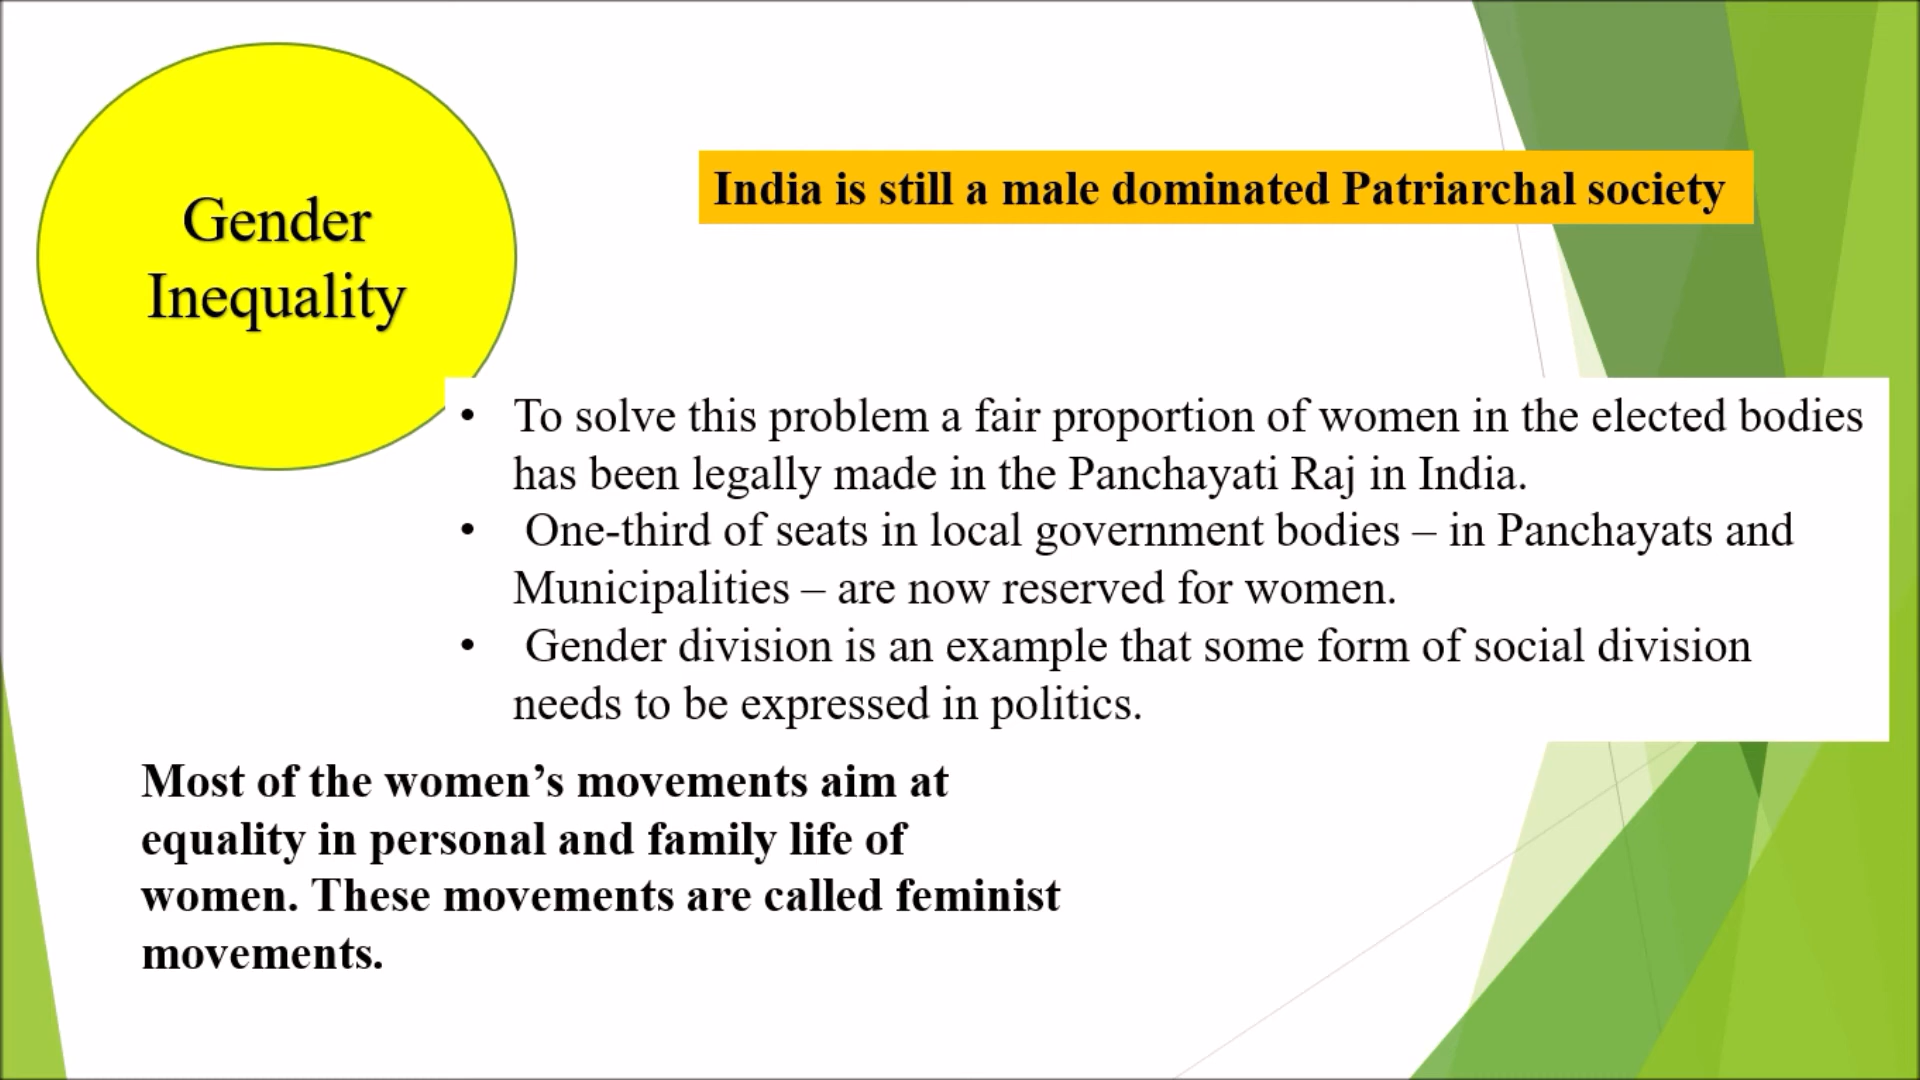 Gender
Inequality
India is still a male dominated Patriarchal society
• To solve this problem a fair proportion of women in the elected bodies
has been legally made in the Panchayati Raj in India.
• One-third of seats in local government bodies – in Panchayats and
Municipalities – are now reserved for women.
• Gender division is an example that some form of social division
needs to be expressed in politics.
Most of the women’s movements aim at
equality in personal and family life of
women. These movements are called feminist
movements.